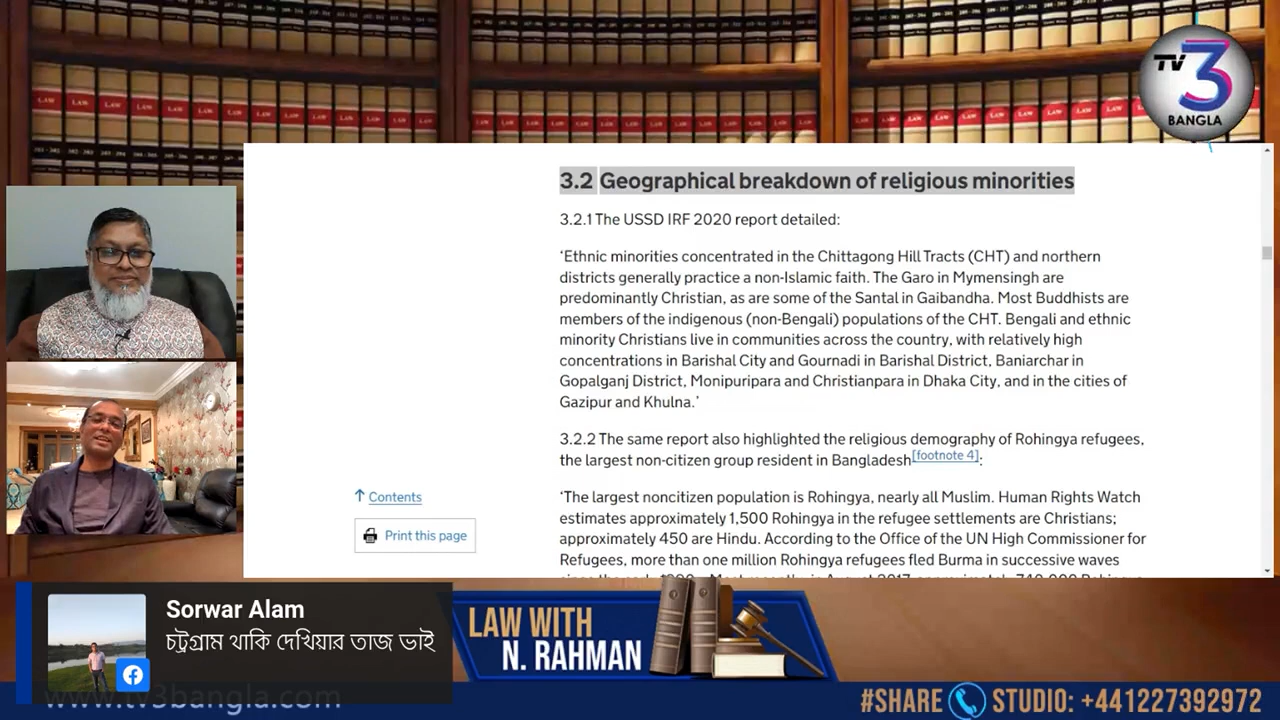 TV3
BANGLA
3.2 Geographical breakdown of religious minorities
3.2.1 The USSD IRF 2020 report detailed:
‘Ethnic minorities concentrated in the Chittagong Hill Tracts (CHT) and northern
districts generally practice a non-Islamic faith. The Garo in Mymensingh are
predominantly Christian, as are some of the Santal in Gaibandha. Most Buddhists are
members of the indigenous (non-Bengali) populations of the CHT. Bengali and ethnic
minority Christians live in communities across the country, with relatively high
concentrations in Barishal City and Gournadi in Barishal District, Baniarchar in
Gopalganj District, Monipuripara and Christianpara in Dhaka City, and in the cities of
Gazipur and Khulna.’
3.2.2 The same report also highlighted the religious demography of Rohingya refugees,
the largest non-citizen group resident in Bangladesh[footnote 4]:
‘The largest noncitizen population is Rohingya, nearly all Muslim. Human Rights Watch
estimates approximately 1,500 Rohingya in the refugee settlements are Christians;
approximately 450 are Hindu. According to the Office of the UN High Commissioner for
Refugees, more than one million Rohingya refugees fled Burma in successive waves
Contents
Print this page
Sorwar Alam
চট্রগ্রাম থাকি দেখিয়ার তাজ ভাই
LAW WITH
N. RAHMAN
www.tv3bangla.com
#SHARE STUDIO: +441227392972